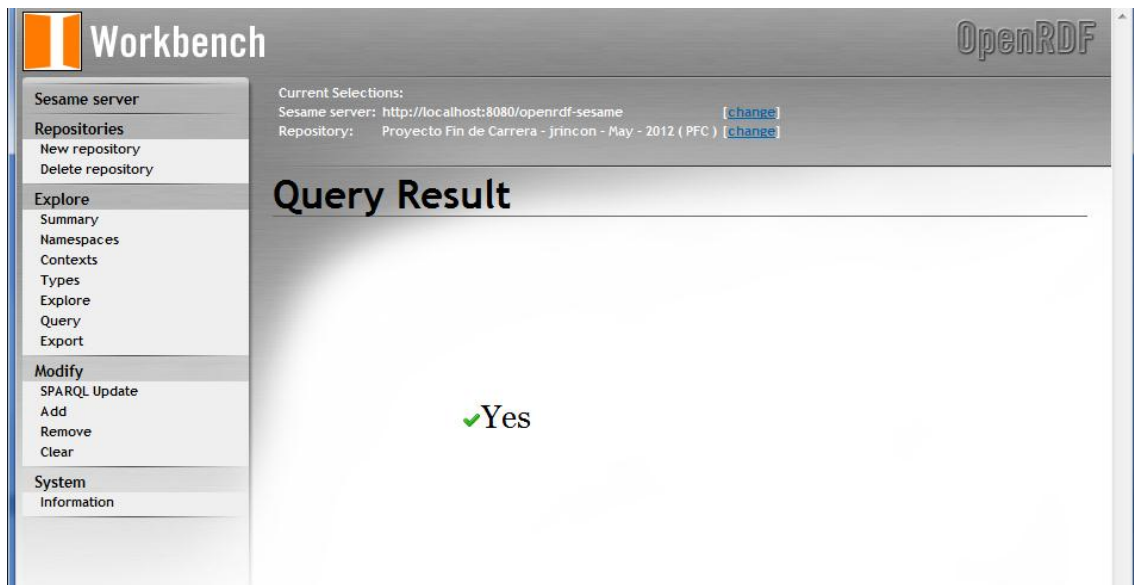 Workbench
OpenRDF
Sesame server
Repositories
New repository
Delete repository
Explore
Summary
Namespaces
Contexts
Types
Explore
Query
Export
Modify
SPARQL Update
Add
Remove
Clear
System
Information
Current Selections:
Sesame server: http://localhost:8080/openrdf-sesame [change]
Repository: Proyecto Fin de Carrera - jrincon - May - 2012 ( PFC ) [change]
Query Result
Yes